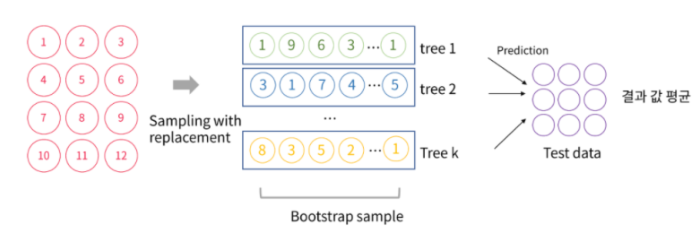 1 2 3
4 5 6
7 8 9
10 11 12
Sampling with
replacement
1 9 6 3 ··· 1 tree 1
3 1 7 4 ··· 5 tree 2
···
8 3 5 2 ··· 1 Tree k
Bootstrap sample
Prediction
Test data
결과 값 평균